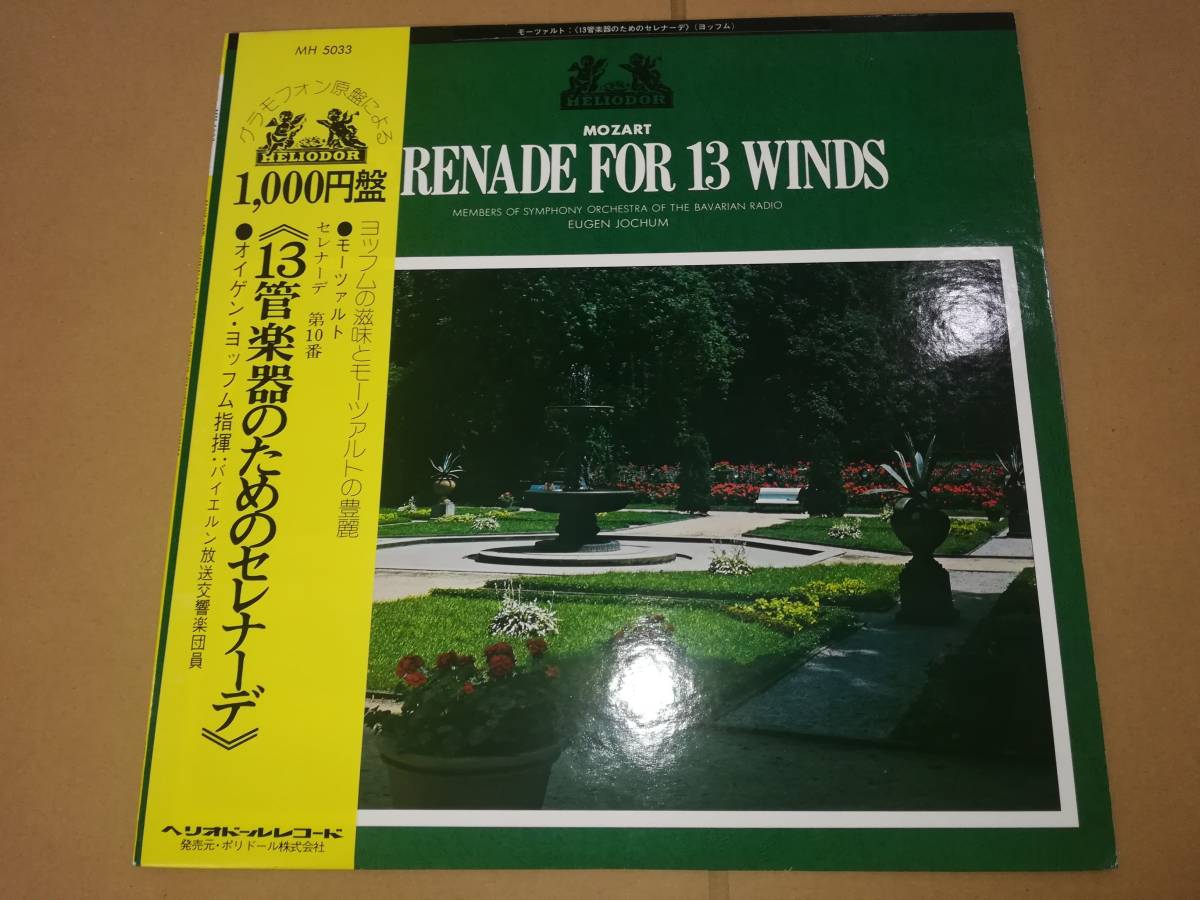 MH 5033
グラモフォン原盤による
HELIODOR
1,000円盤
ヨッフムの滋味とモーツァルトの豊麗
●モーツァルト
セレナーデ 第10番
《13管楽器のためのセレナーデ》
●オイゲン・ヨッフム指揮:バイエルン放送交響楽団員
ヘリオドールレコード
発売元・ポリドール株式会社
モーツァルト:〈13管楽器のためのセレナーデ〉(ヨッフム)
HELIODOR
MOZART
RENADE FOR 13 WINDS
MEMBERS OF SYMPHONY ORCHESTRA OF THE BAVARIAN RADIO
EUGEN JOCHUM